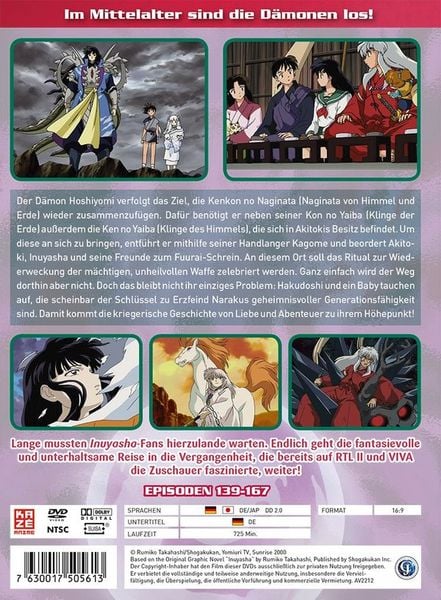 Im Mittelalter sind die Dämonen los!
Der Dämon Hoshiyomi verfolgt das Ziel, die Kenkon no Naginata (Naginata von Himmel und
Erde) wieder zusammenzufügen. Dafür benötigt er neben seiner Kon no Yaiba (Klinge der
Erde) außerdem die Ken no Yaiba (Klinge des Himmels), die sich in Akitokis Besitz befindet. Um
diese an sich zu bringen, entführt er mithilfe seiner Handlanger Kagome und beordert Akito-
ki, Inuyasha und seine Freunde zum Fuurai-Schrein. An diesem Ort soll das Ritual zur Wied-
erweckung der mächtigen, unheilvollen Waffe zelebriert werden. Ganz einfach wird der Weg
dorthin aber nicht. Doch das bleibt nicht ihr einziges Problem: Hakudoshi und ein Baby tauchen
auf, die scheinbar der Schlüssel zu Erzfeind Narakus geheimnisvoller Generationsfähigkeit
sind. Damit kommt die kriegerische Geschichte von Liebe und Abenteuer zu ihrem Höhepunkt!
Lange mussten Inuyasha-Fans hierzulande warten. Endlich geht die fantasievolle
und unterhaltsame Reise in die Vergangenheit, die bereits auf RTL II und VIVA
die Zuschauer faszinierte, weiter!
EPISODEN 139-167
KAZE ANIME
DVD VIDEO
DOLBY DIGITAL
NTSC
SPRACHEN DE/JAP DD 2.0 FORMAT 16:9
UNTERTITEL DE
LAUFZEIT 725 Min.
© Rumiko Takahashi/Shogakukan, Yomiuri TV, Sunrise 2000
Based on the Original Graphic Novel "Inuyasha" by Rumiko Takahashi, Published by Shogakukan Inc.
Der Copyright-Inhaber hat den Film dieser DVDs ausschließlich zur privaten Nutzung freigegeben.
Er verbietet die vollständige und teilweise anderweitige Nutzung, insbesondere die Verviel-
fältigung, die Überspielung, die öffentliche Vorführung und kommerzielle Vermietung. AV2212
7 630017 505613